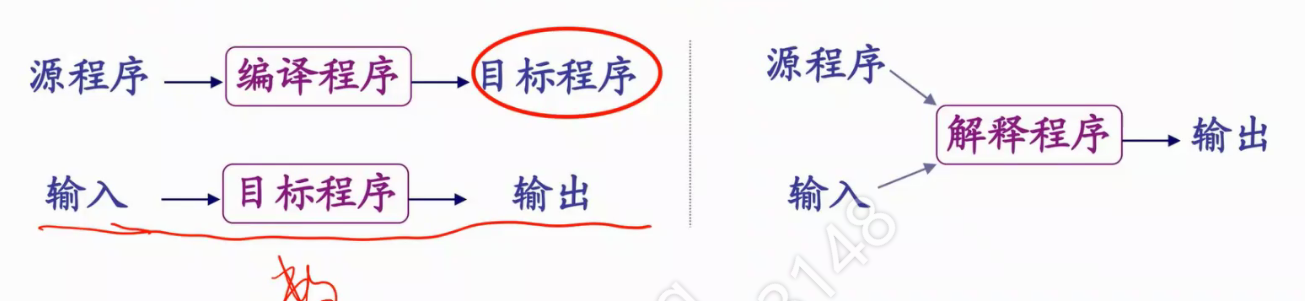 源程序 编译程序 目标程序
输入 目标程序 输出
源程序
解释程序 输出
输入
3148